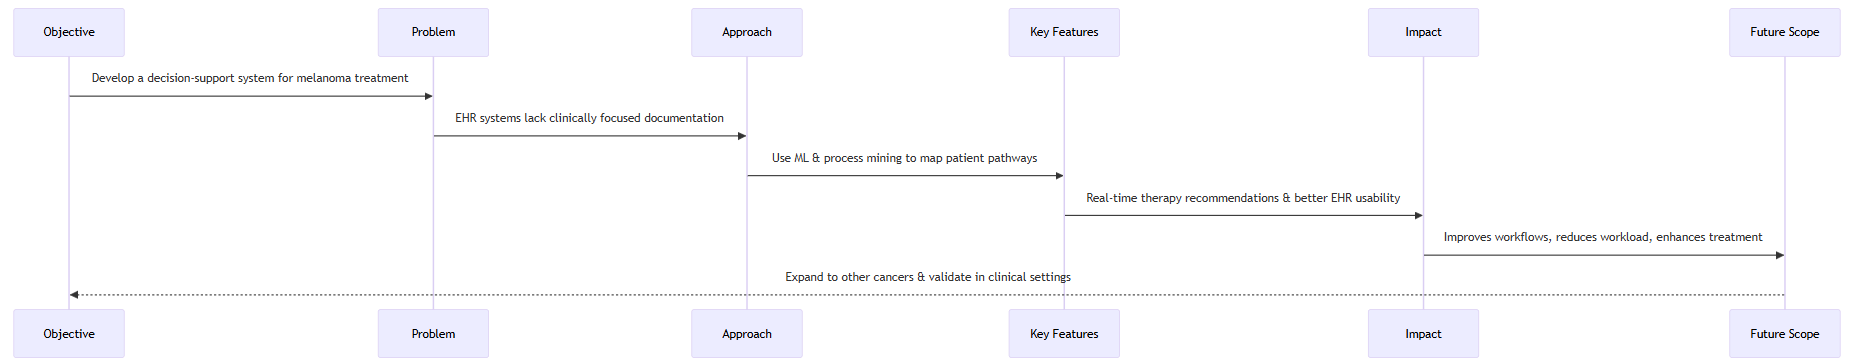 Objective
Problem
Approach
Key Features
Impact
Future Scope
Develop a decision-support system for melanoma treatment
EHR systems lack clinically focused documentation
Use ML & process mining to map patient pathways
Real-time therapy recommendations & better EHR usability
Improves workflows, reduces workload, enhances treatment
Expand to other cancers & validate in clinical settings
Objective
Problem
Approach
Key Features
Impact
Future Scope